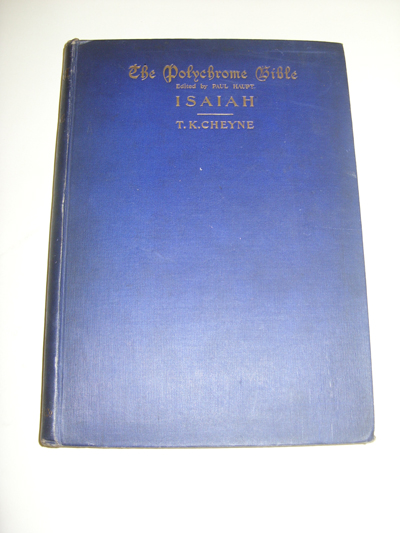 The Polychrome Bible
Edited by PAUL HAUPT.
ISAIAH
T. K. CHEYNE